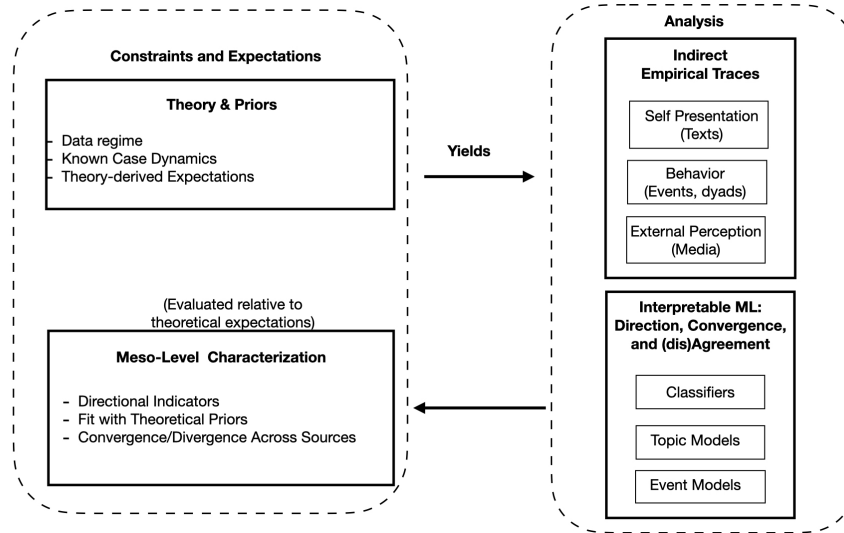 Constraints and Expectations
Theory & Priors
- Data regime
- Known Case Dynamics
- Theory-derived Expectations
Yields
(Evaluated relative to
theoretical expectations)
Meso-Level Characterization
- Directional Indicators
- Fit with Theoretical Priors
- Convergence/Divergence Across Sources
Analysis
Indirect
Empirical Traces
Self Presentation
(Texts)
Behavior
(Events, dyads)
External Perception
(Media)
Interpretable ML:
Direction, Convergence,
and (dis)Agreement
Classifiers
Topic Models
Event Models